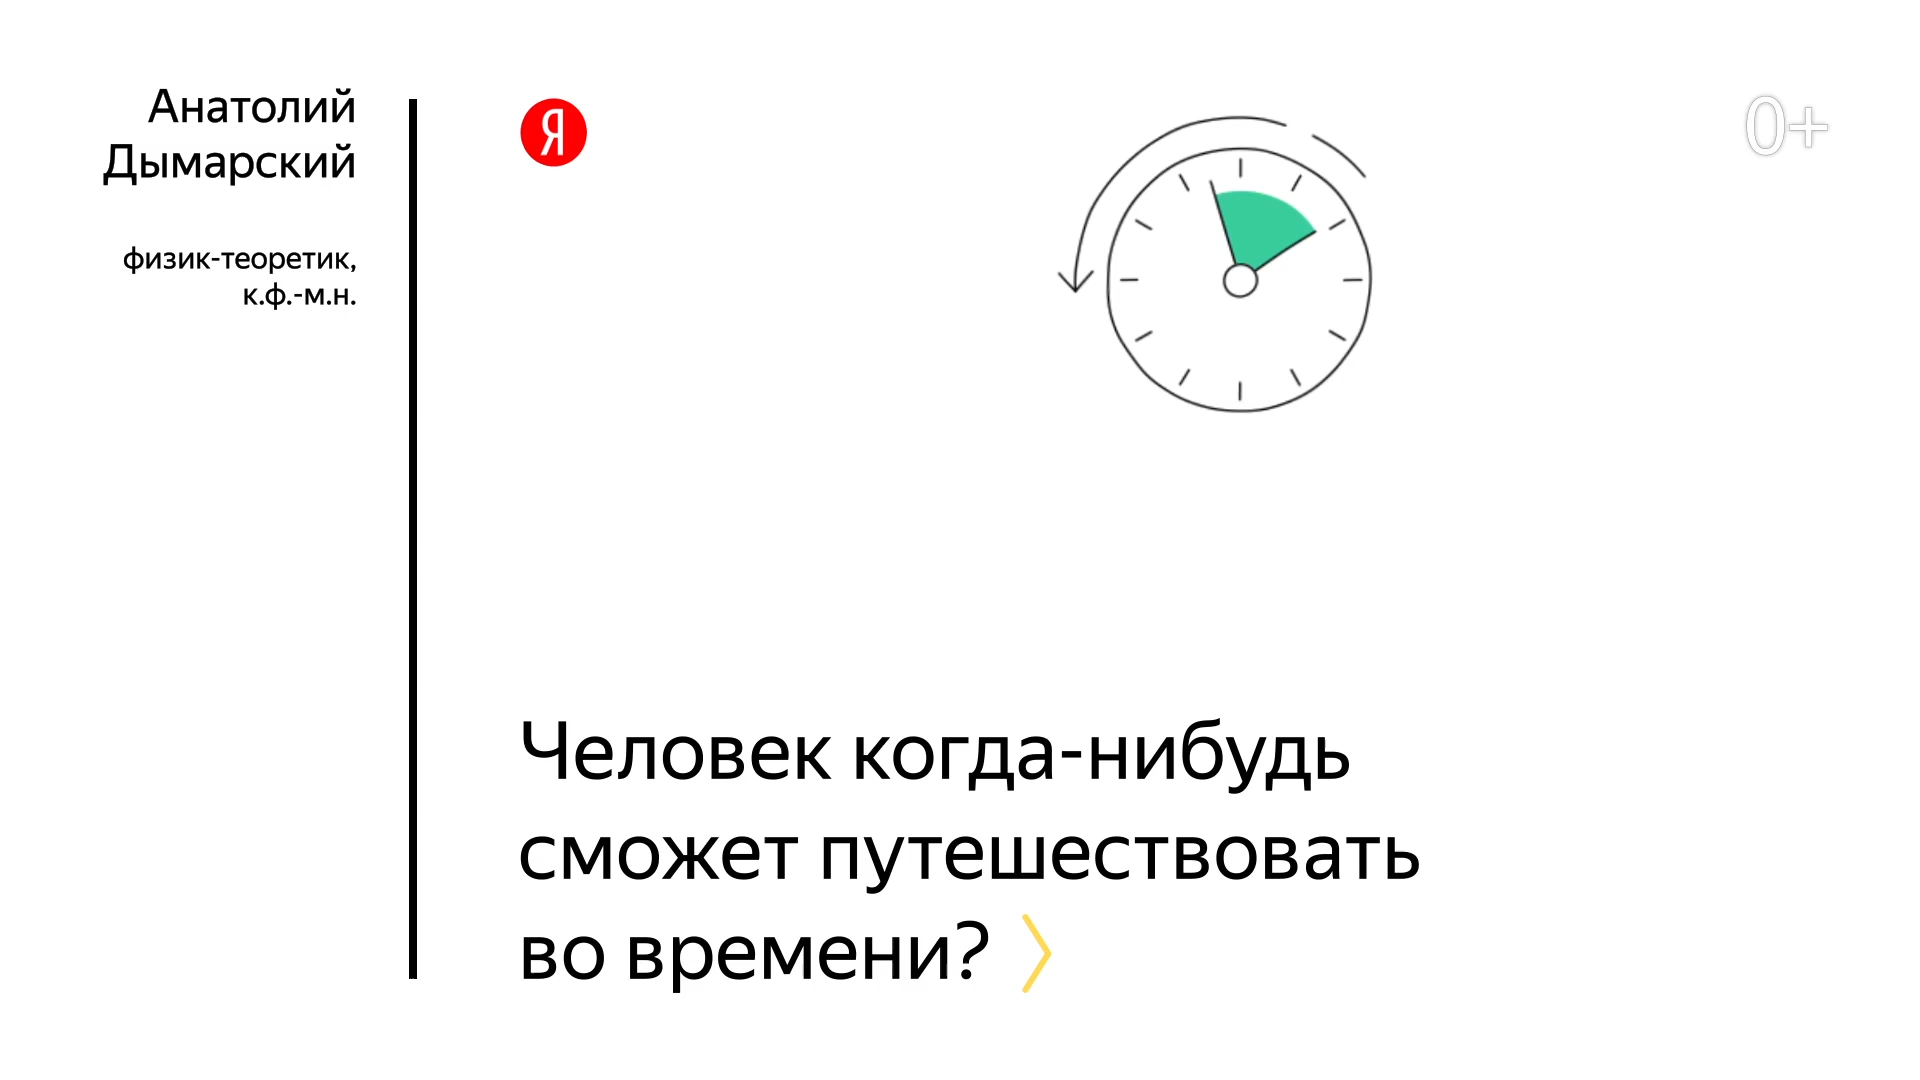 Анатолий
Дымарский
физик-теоретик,
к.ф.-м.н.
Я
0+
Человек когда-нибудь
сможет путешествовать
во времени?